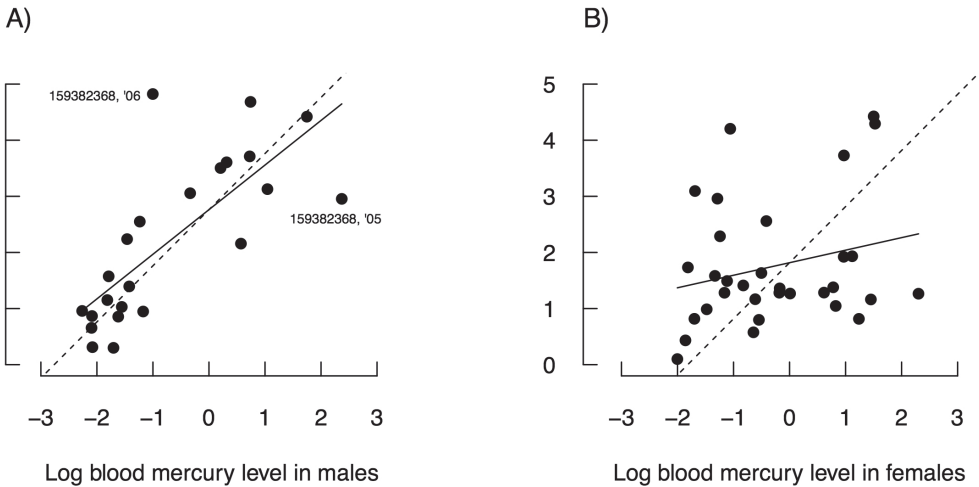 A)
B)
159382368, '06
159382368, '05
5
4
3
2
1
0
−3 −2 −1 0 1 2 3
−3 −2 −1 0 1 2 3
Log blood mercury level in males
Log blood mercury level in females